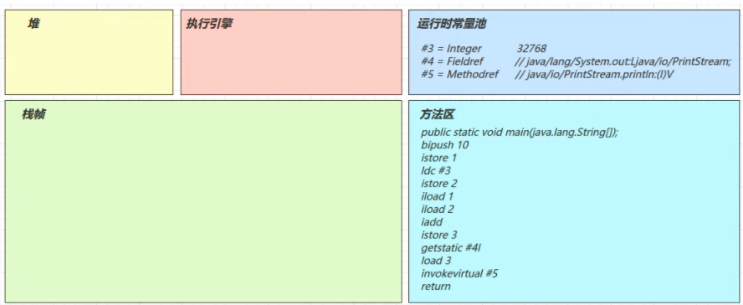 堆
执行引擎
运行时常量池
#3 = Integer 32768
#4 = Fieldref // java/lang/System.out:Ljava/io/PrintStream;
#5 = Methodref // java/io/PrintStream.println:(I)V
栈帧
方法区
public static void main(java.lang.String[]);
bipush 10
istore 1
ldc #3
istore 2
iload 1
iload 2
iadd
istore 3
getstatic #4I
load 3
invokevirtual #5
return